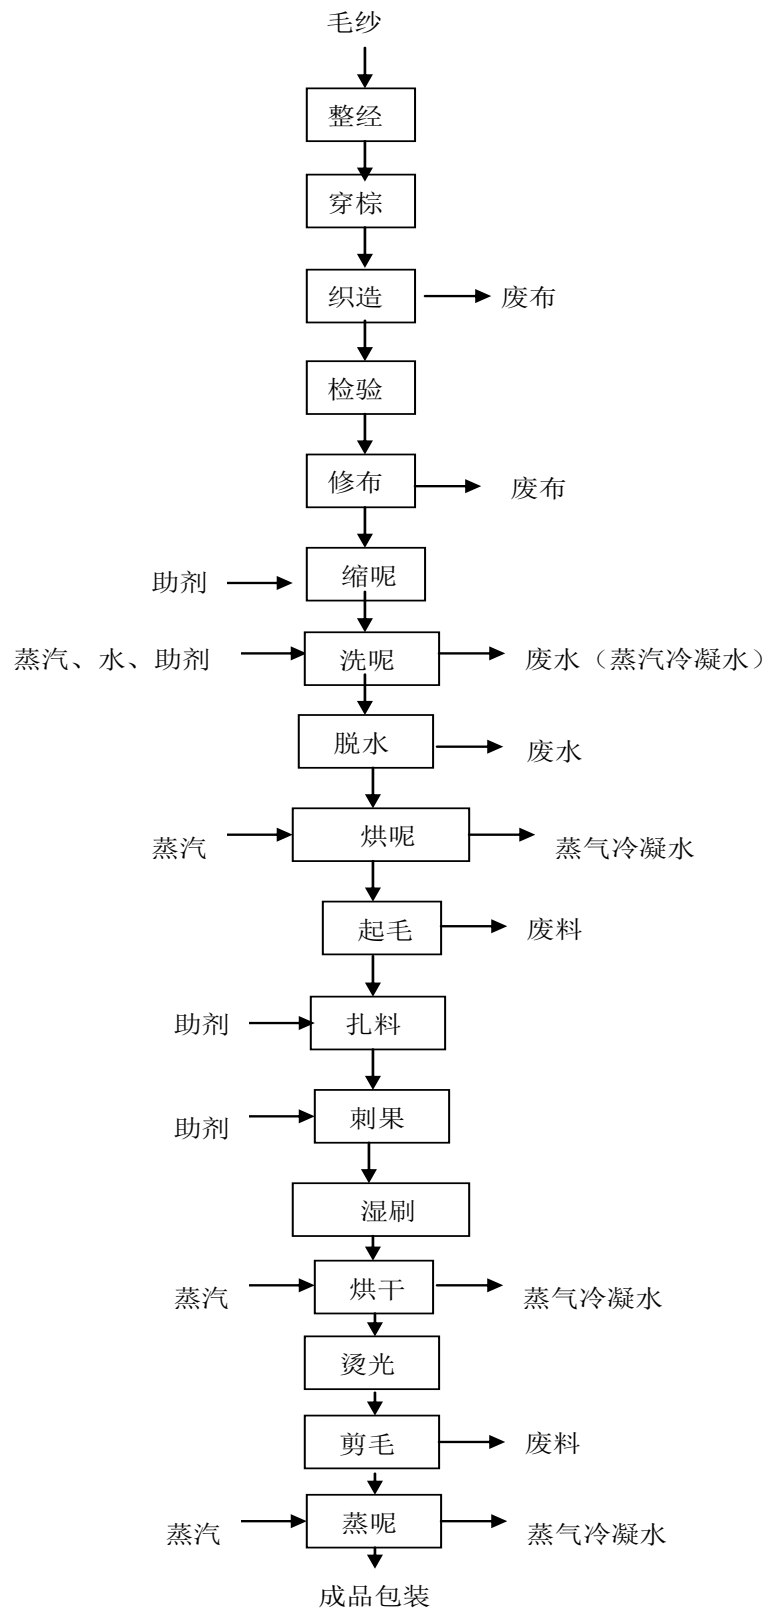 毛纱
整经
穿棕
织造
废布
检验
修布
废布
助剂
缩呢
蒸汽、水、助剂
洗呢
废水（蒸汽冷凝水）
脱水
废水
蒸汽
烘呢
蒸气冷凝水
起毛
废料
助剂
扎料
助剂
刺果
湿刷
蒸汽
烘干
蒸气冷凝水
烫光
剪毛
废料
蒸汽
蒸呢
蒸气冷凝水
成品包装